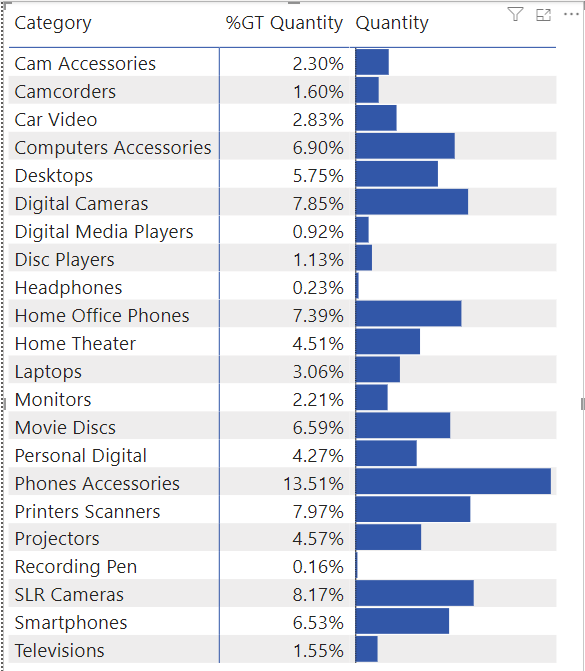 Category %GT Quantity Quantity
Cam Accessories 2.30%
Camcorders 1.60%
Car Video 2.83%
Computers Accessories 6.90%
Desktops 5.75%
Digital Cameras 7.85%
Digital Media Players 0.92%
Disc Players 1.13%
Headphones 0.23%
Home Office Phones 7.39%
Home Theater 4.51%
Laptops 3.06%
Monitors 2.21%
Movie Discs 6.59%
Personal Digital 4.27%
Phones Accessories 13.51%
Printers Scanners 7.97%
Projectors 4.57%
Recording Pen 0.16%
SLR Cameras 8.17%
Smartphones 6.53%
Televisions 1.55%